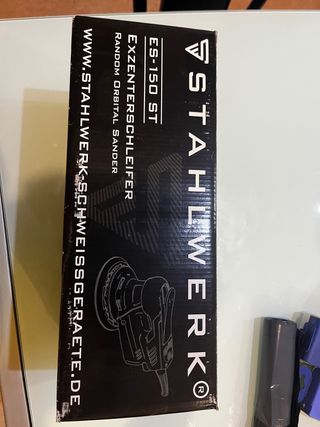 STAHLWERK®
ES-150 ST
EXZENTERSCHLEIFER
RANDOM ORBITAL SANDER
WWW.STAHLWERK-SCHWEISSGERAETE.DE